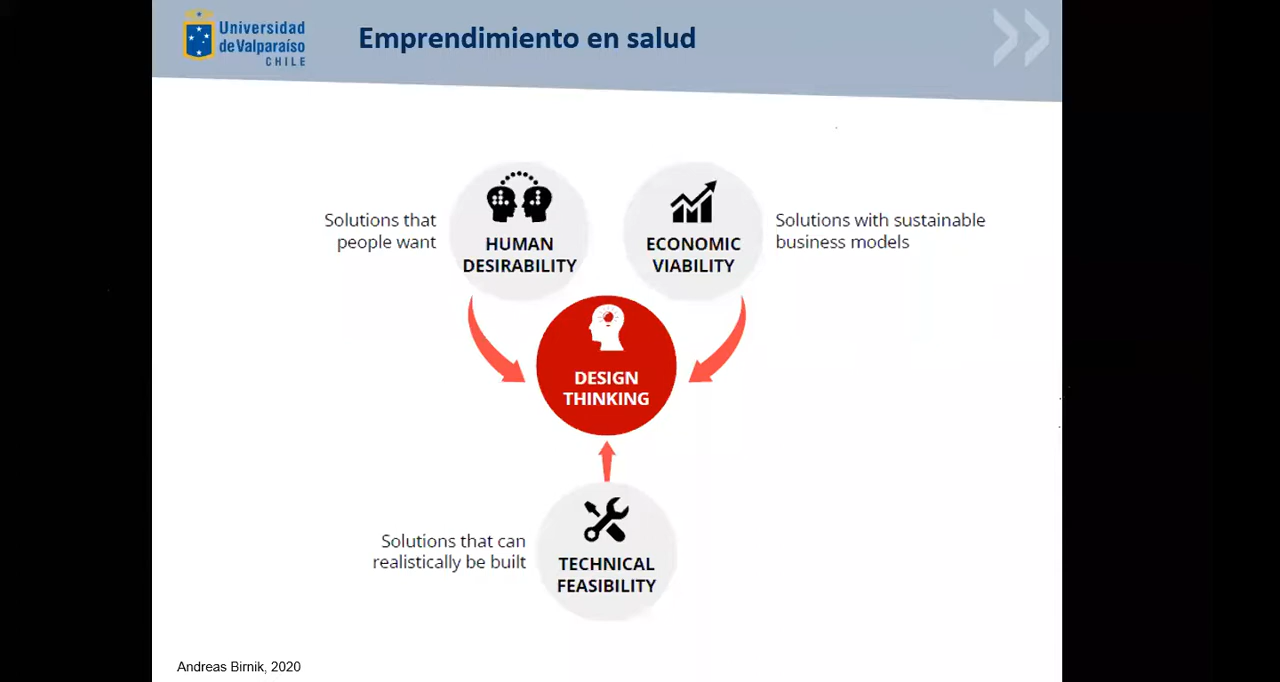 Universidad
de Valparaíso
CHILE
Emprendimiento en salud
Solutions that
people want
HUMAN
DESIRABILITY
ECONOMIC
VIABILITY
Solutions with sustainable
business models
DESIGN
THINKING
Solutions that can
realistically be built
TECHNICAL
FEASIBILITY
Andreas Birnik, 2020